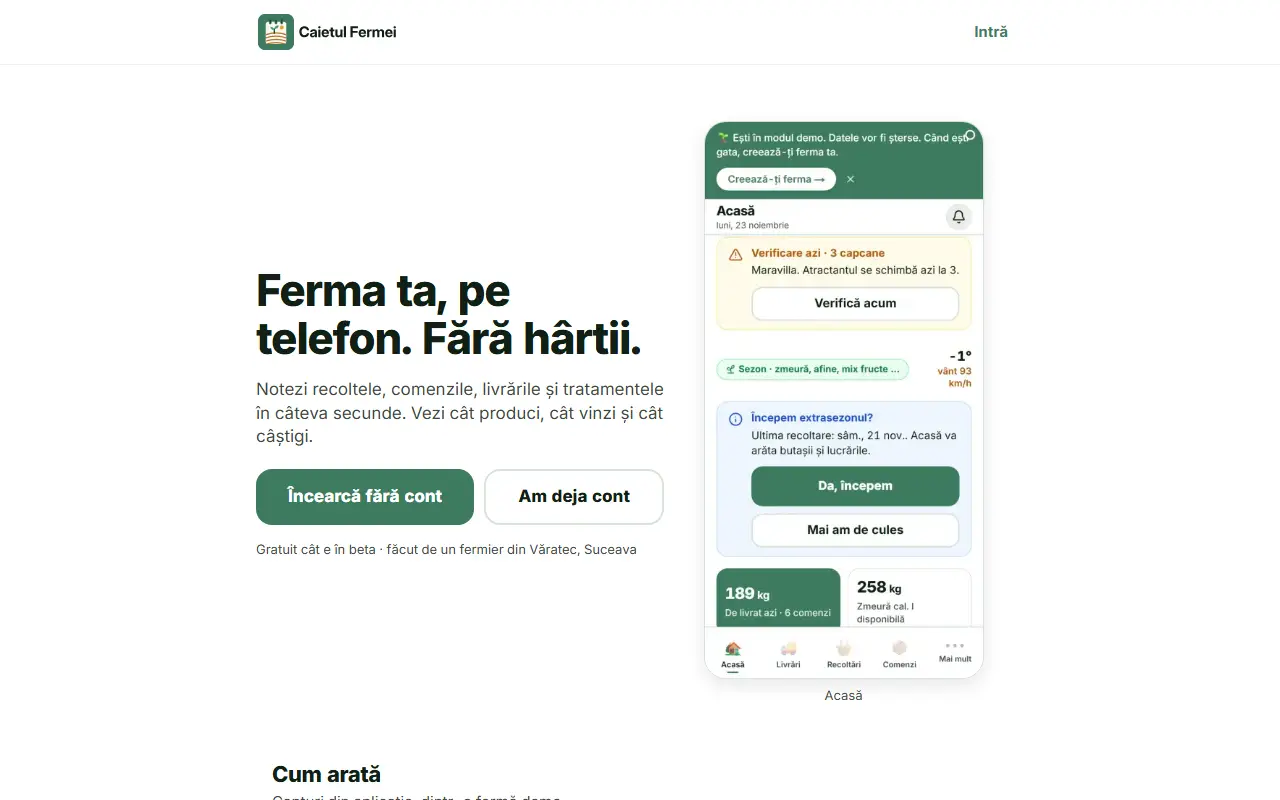 Caietul Fermei
Intră
Ferma ta, pe
telefon. Fără hârtii.
Notezi recoltele, comenzile, livrările și tratamentele
în câteva secunde. Vezi cât produci, cât vinzi și cât
câștigi.
Încearcă fără cont
Am deja cont
Gratuit cât e în beta · făcut de un fermier din Văratec, Suceava
Ești în modul demo. Datele vor fi șterse. Când ești
gata, creează-ți ferma ta.
Creează-ți ferma →
×
Acasă
luni, 23 noiembrie
Verificare azi · 3 capcane
Maravilla. Atractantul se schimbă azi la 3.
Verifică acum
Sezon · zmeură, afine, mix fructe ...
-1°
vânt 93
km/h
Începem extrasezonul?
Ultima recoltare: sâm., 21 nov.. Acasă va
arăta butașii și lucrările.
Da, începem
Mai am de cules
189 kg
De livrat azi · 6 comenzi
258 kg
Zmeură cal. I
disponibilă
Acasă
Livrări
Recoltări
Comenzi
Mai mult
Acasă
Cum arată
Capturi din aplicație, dintr-o fermă demo